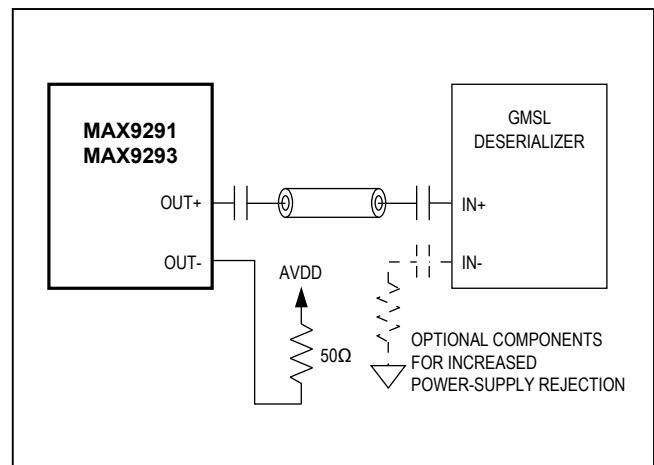 MAX9291
MAX9293
GMSL
DESERIALIZER
OUT+
IN+
OUT-
IN-
AVDD
50Ω
OPTIONAL COMPONENTS
FOR INCREASED
POWER-SUPPLY REJECTION